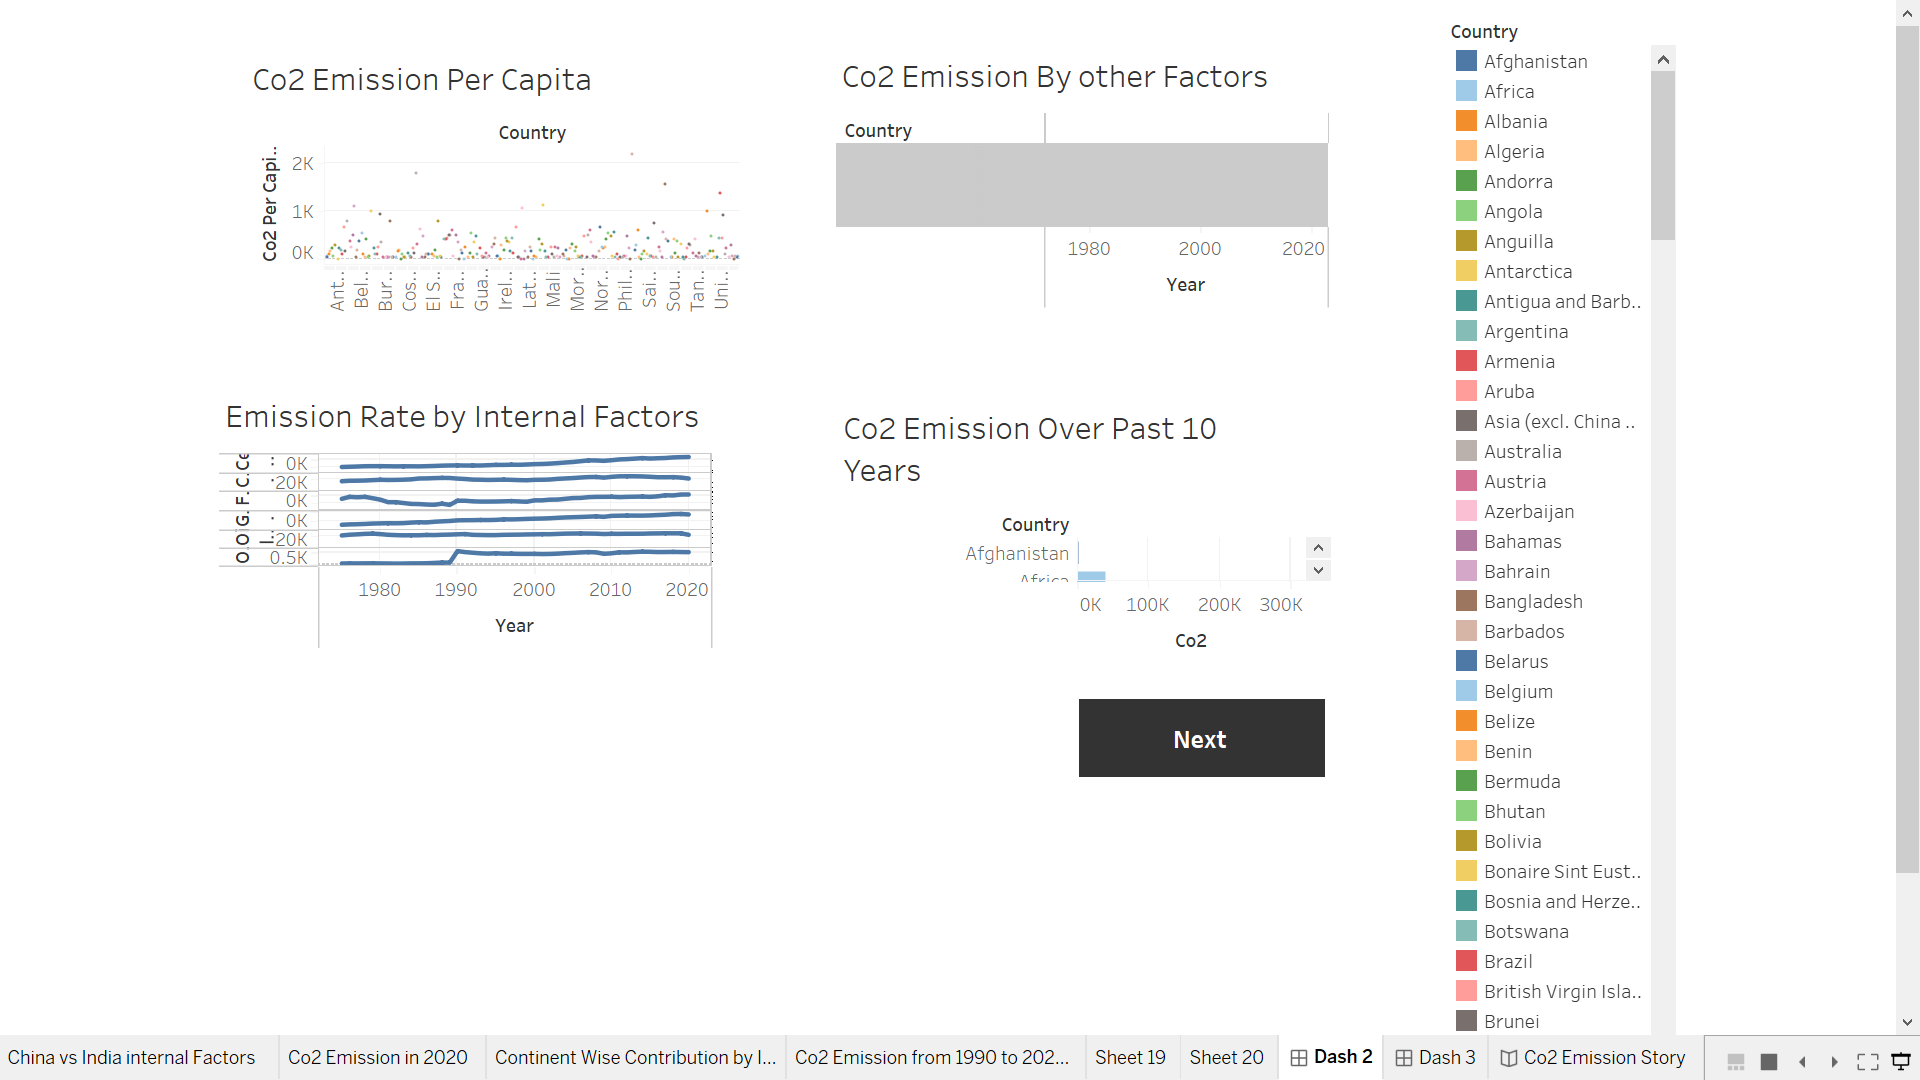 Co2 Emission Per Capita
Country
Co2 Per Capi..
2K
1K
0K
Ant..
Bel..
Bur..
Cos..
El S..
Fra..
Gua..
Irel..
Lat..
Mali
Mor..
Nor..
Phil..
Sai..
Sou..
Tan..
Uni..
Co2 Emission By other Factors
Country
1980 2000 2020
Year
Emission Rate by Internal Factors
0K
20K
0K
0K
20K
0.5K
1980 1990 2000 2010 2020
Year
Co2 Emission Over Past 10
Years
Country
Afghanistan
Africa
0K 100K 200K 300K
Co2
Next
Country
Afghanistan
Africa
Albania
Algeria
Andorra
Angola
Anguilla
Antarctica
Antigua and Barb..
Argentina
Armenia
Aruba
Asia (excl. China ..
Australia
Austria
Azerbaijan
Bahamas
Bahrain
Bangladesh
Barbados
Belarus
Belgium
Belize
Benin
Bermuda
Bhutan
Bolivia
Bonaire Sint Eust..
Bosnia and Herze..
Botswana
Brazil
British Virgin Isla..
Brunei
China vs India internal Factors
Co2 Emission in 2020
Continent Wise Contribution by I...
Co2 Emission from 1990 to 202...
Sheet 19
Sheet 20
Dash 2
Dash 3
Co2 Emission Story